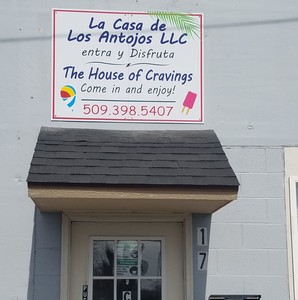 La Casa de
Los Antojos LLC
entra y Disfruta
The House of Cravings
Come in and enjoy!
509.398.5407
17